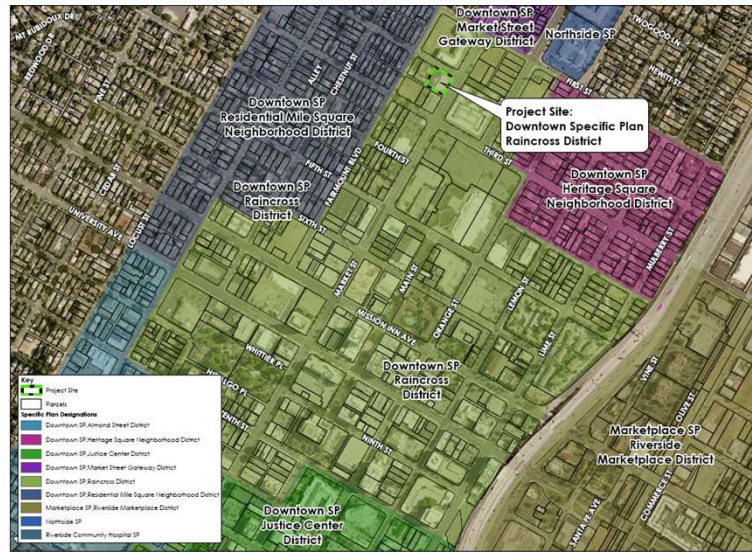 MT RUBIDOUX DR
REDWOOD DR
PINE ST
CEDAR ST
UNIVERSITY AVE
LOCUST ST
ALLEY
CHESTNUT ST
Downtown SP
Residential Mile Square
Neighborhood District
FIFTH ST
Downtown SP
Raincross
District
SIXTH ST
FAIRMOUNT BLVD
FOURTH ST
Downtown SP
Market Street
Gateway District
Northside SP
TWOGOOD LN
HEWITT ST
FIRST ST
Project Site:
Downtown Specific Plan
Raincross District
THIRD ST
Downtown SP
Heritage Square
Neighborhood District
MULBERRY ST
MARKET ST
MAIN ST
ORANGE ST
LEMON ST
LIME ST
MISSION INN AVE
WHITTIER PL
HIDALGO PL
NINTH ST
Downtown SP
Raincross
District
VINE ST
OLIVE ST
Marketplace SP
Riverside
Marketplace District
COMMERCE ST
SANTA FE AVE
Downtown SP
Justice Center
District
Key
Project Site
Parcels
Specific Plan Designations
Downtown SP, Almond Street District
Downtown SP, Heritage Square Neighborhood District
Downtown SP, Justice Center District
Downtown SP, Market Street Gateway District
Downtown SP, Raincross District
Downtown SP, Residential Mile Square Neighborhood District
Marketplace SP, Riverside Marketplace District
Northside SP
Riverside Community Hospital SP